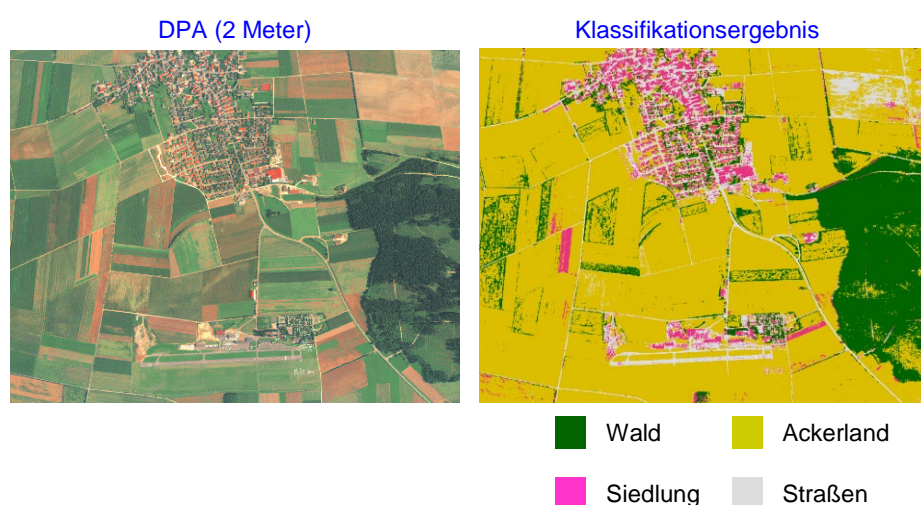 DPA (2 Meter)
Klassifikationsergebnis
Wald
Ackerland
Siedlung
Straßen